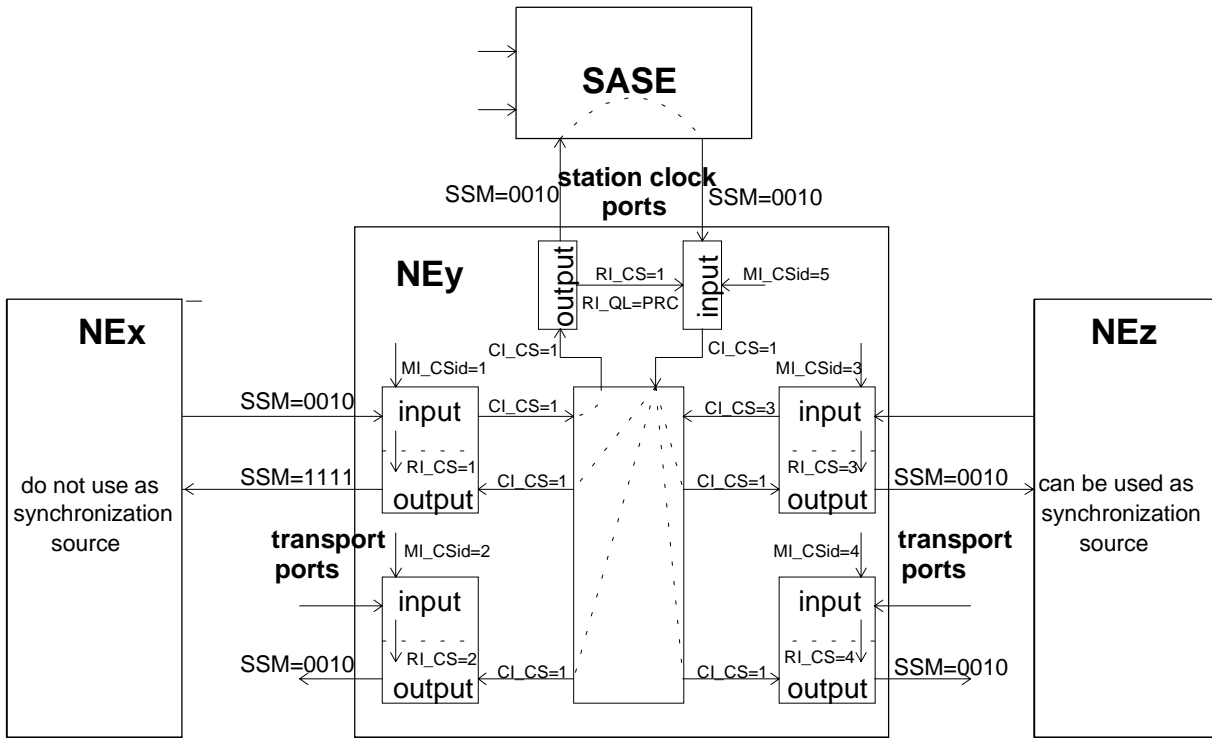 SASE
station clock
ports
SSM=0010
SSM=0010
NEy
output
RI_CS=1
RI_QL=PRC
input
MI_CSid=5
CI_CS=1
CI_CS=1
NEx
NEz
MI_CSid=1
MI_CSid=3
SSM=0010
input
CI_CS=1
CI_CS=3
input
RI_CS=1
RI_CS=3
SSM=1111
output
CI_CS=1
CI_CS=1
output
SSM=0010
do not use as
synchronization
source
can be used as
synchronization
source
transport
ports
MI_CSid=2
MI_CSid=4
transport
ports
input
input
RI_CS=2
RI_CS=4
SSM=0010
output
CI_CS=1
CI_CS=1
output
SSM=0010